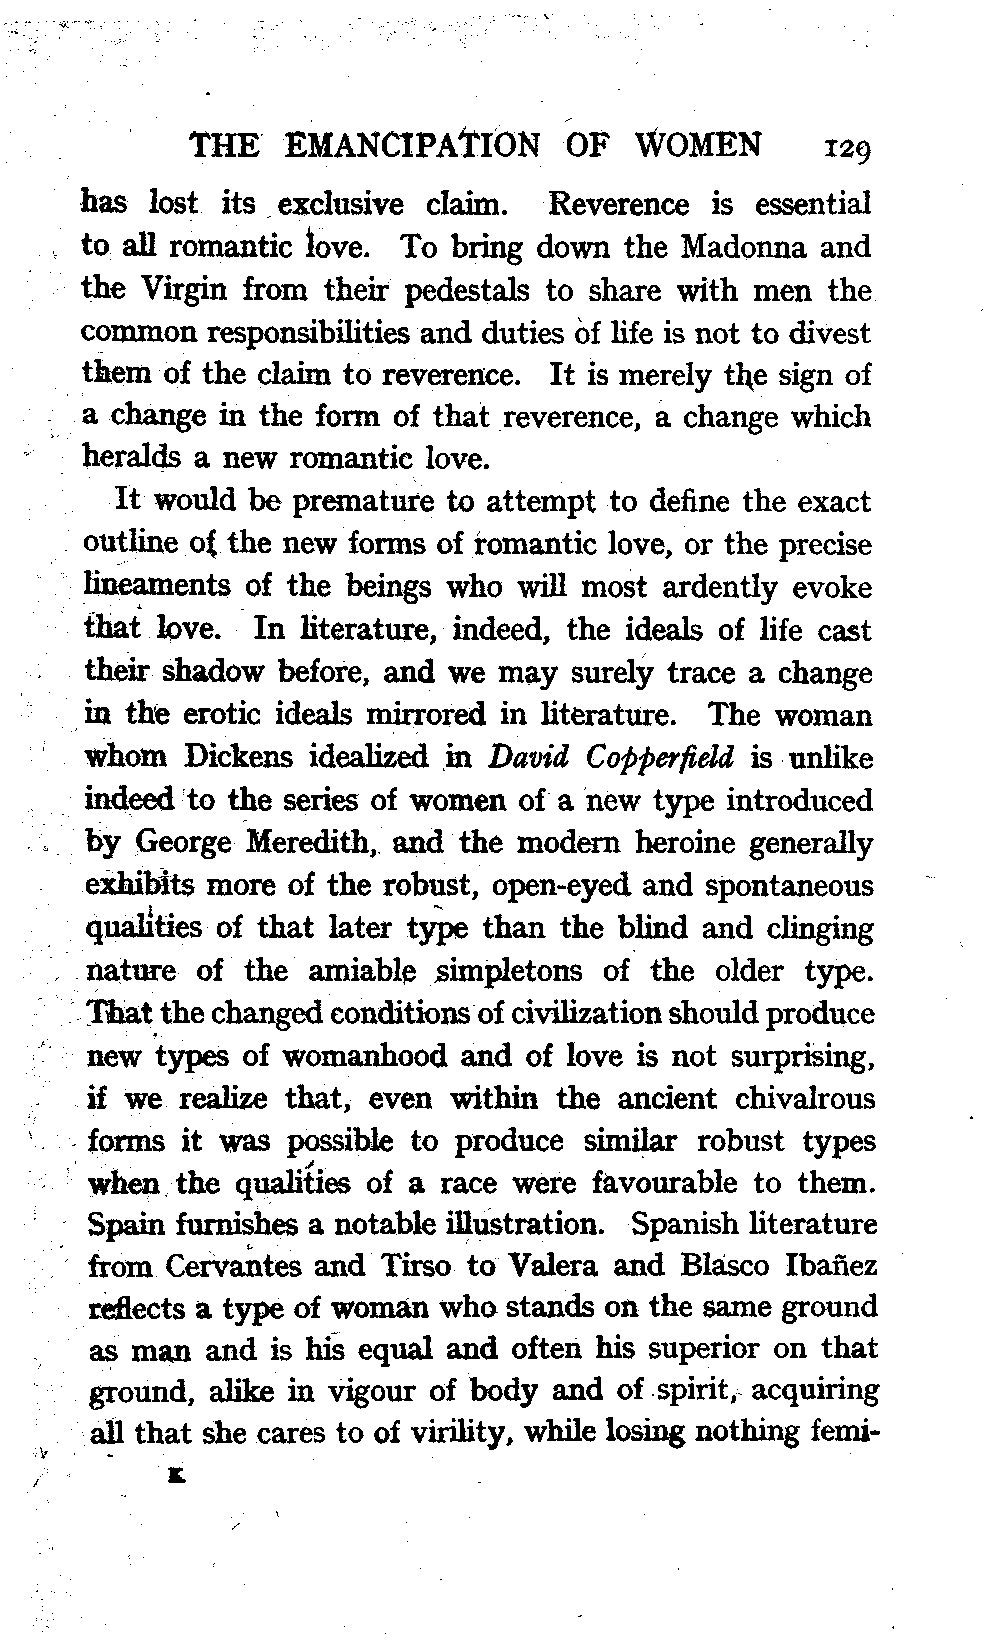 THE EMANCIPATION OF WOMEN 129
has lost its exclusive claim. Reverence is essential
to all romantic love. To bring down the Madonna and
the Virgin from their pedestals to share with men the
common responsibilities and duties of life is not to divest
them of the claim to reverence. It is merely the sign of
a change in the form of that reverence, a change which
heralds a new romantic love.
It would be premature to attempt to define the exact
outline of the new forms of romantic love, or the precise
lineaments of the beings who will most ardently evoke
that love. In literature, indeed, the ideals of life cast
their shadow before, and we may surely trace a change
in the erotic ideals mirrored in literature. The woman
whom Dickens idealized in David Copperfield is unlike
indeed to the series of women of a new type introduced
by George Meredith, and the modern heroine generally
exhibits more of the robust, open-eyed and spontaneous
qualities of that later type than the blind and clinging
nature of the amiable simpletons of the older type.
That the changed conditions of civilization should produce
new types of womanhood and of love is not surprising,
if we realize that, even within the ancient chivalrous
forms it was possible to produce similar robust types
when the qualities of a race were favourable to them.
Spain furnishes a notable illustration. Spanish literature
from Cervantes and Tirso to Valera and Blasco Ibañez
reflects a type of woman who stands on the same ground
as man and is his equal and often his superior on that
ground, alike in vigour of body and of spirit, acquiring
all that she cares to of virility, while losing nothing femi-
K